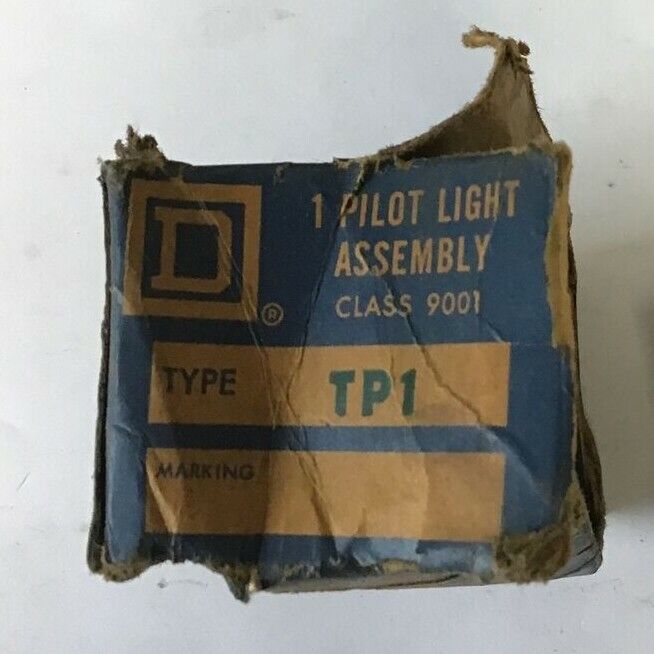 D
®
1 PILOT LIGHT
ASSEMBLY
CLASS 9001
TYPE TP1
MARKING